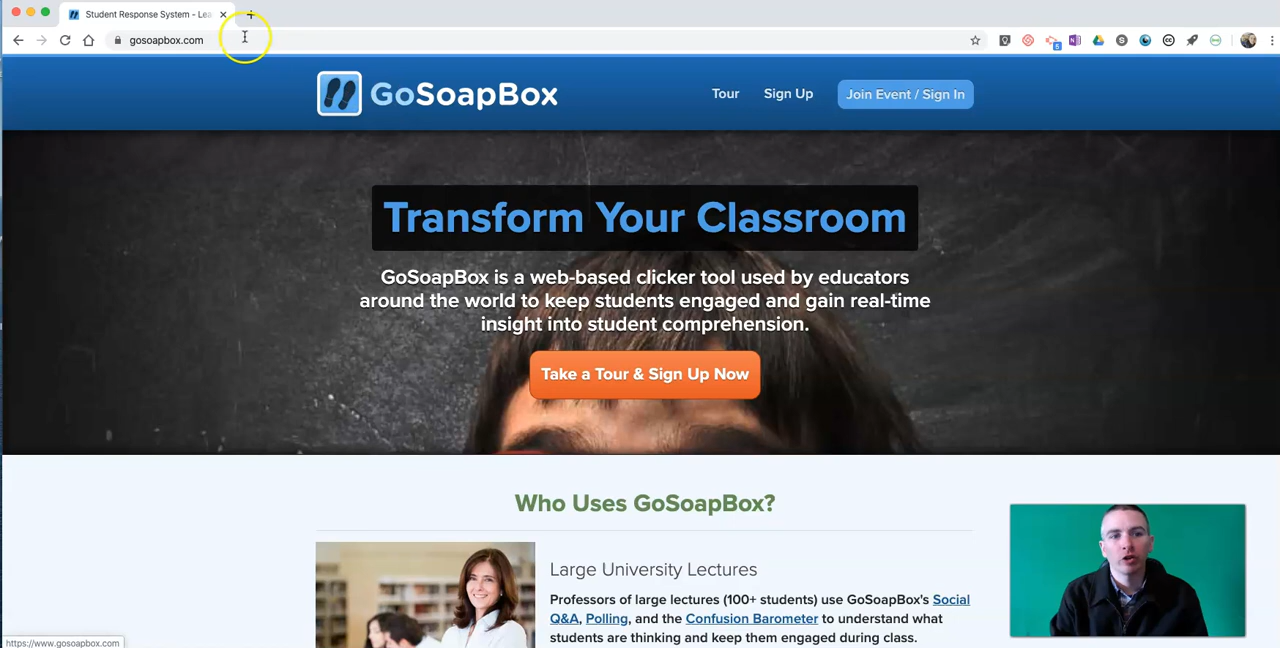 Student Response System - Lea
gosoapbox.com
GoSoapBox
Tour
Sign Up
Join Event / Sign In
Transform Your Classroom
GoSoapBox is a web-based clicker tool used by educators
around the world to keep students engaged and gain real-time
insight into student comprehension.
Take a Tour & Sign Up Now
Who Uses GoSoapBox?
Large University Lectures
Professors of large lectures (100+ students) use GoSoapBox's Social
Q&A, Polling, and the Confusion Barometer to understand what
students are thinking and keep them engaged during class.
https://www.gosoapbox.com